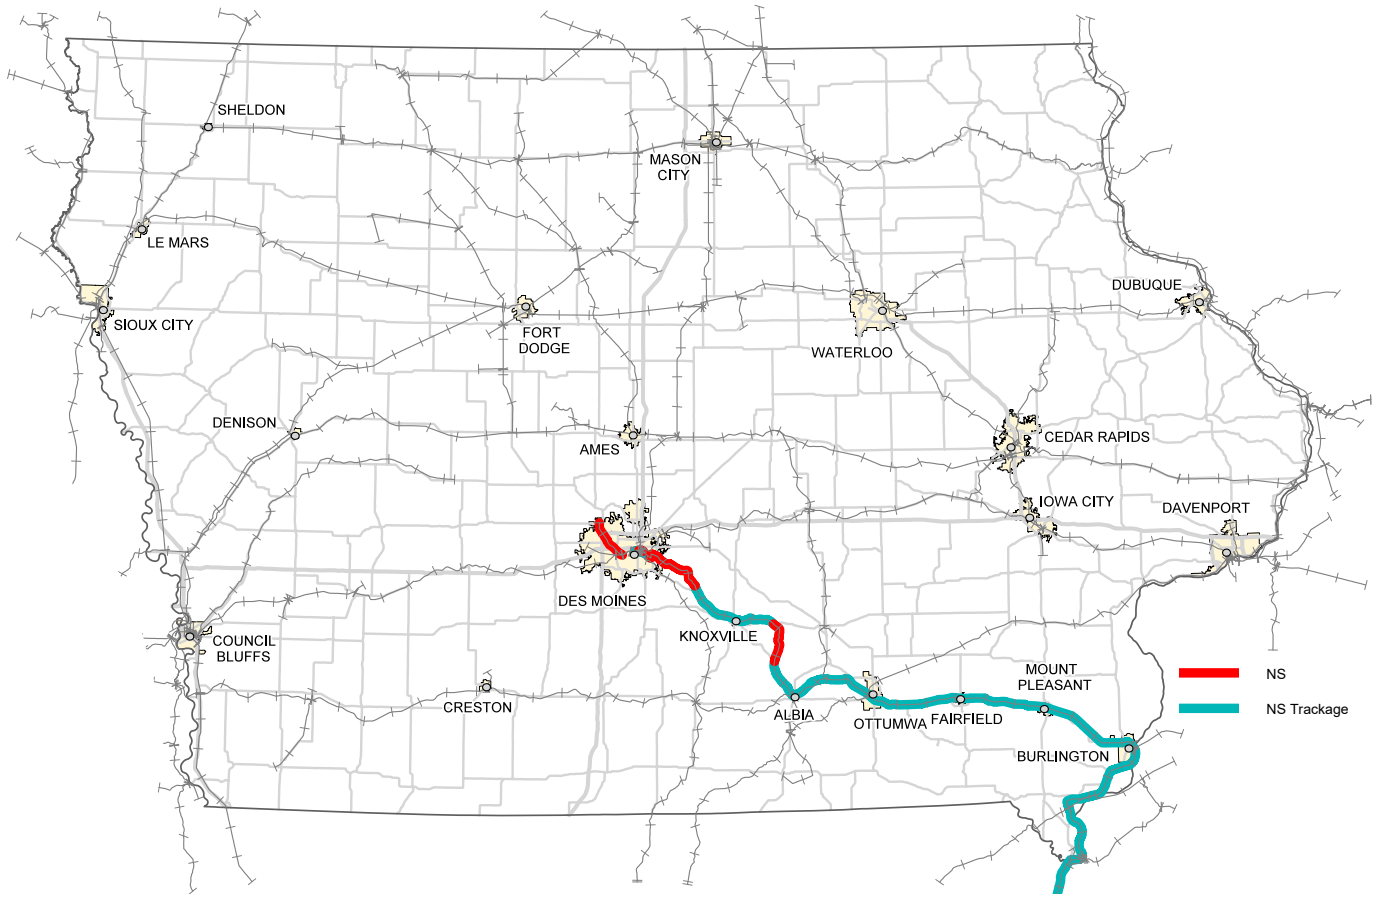 SHELDON
MASON
CITY
LE MARS
DUBUQUE
SIOUX CITY
FORT
DODGE
WATERLOO
DENISON
AMES
CEDAR RAPIDS
IOWA CITY
DAVENPORT
DES MOINES
KNOXVILLE
COUNCIL
BLUFFS
MOUNT
PLEASANT
NS
CRESTON
ALBIA
OTTUMWA
FAIRFIELD
NS Trackage
BURLINGTON